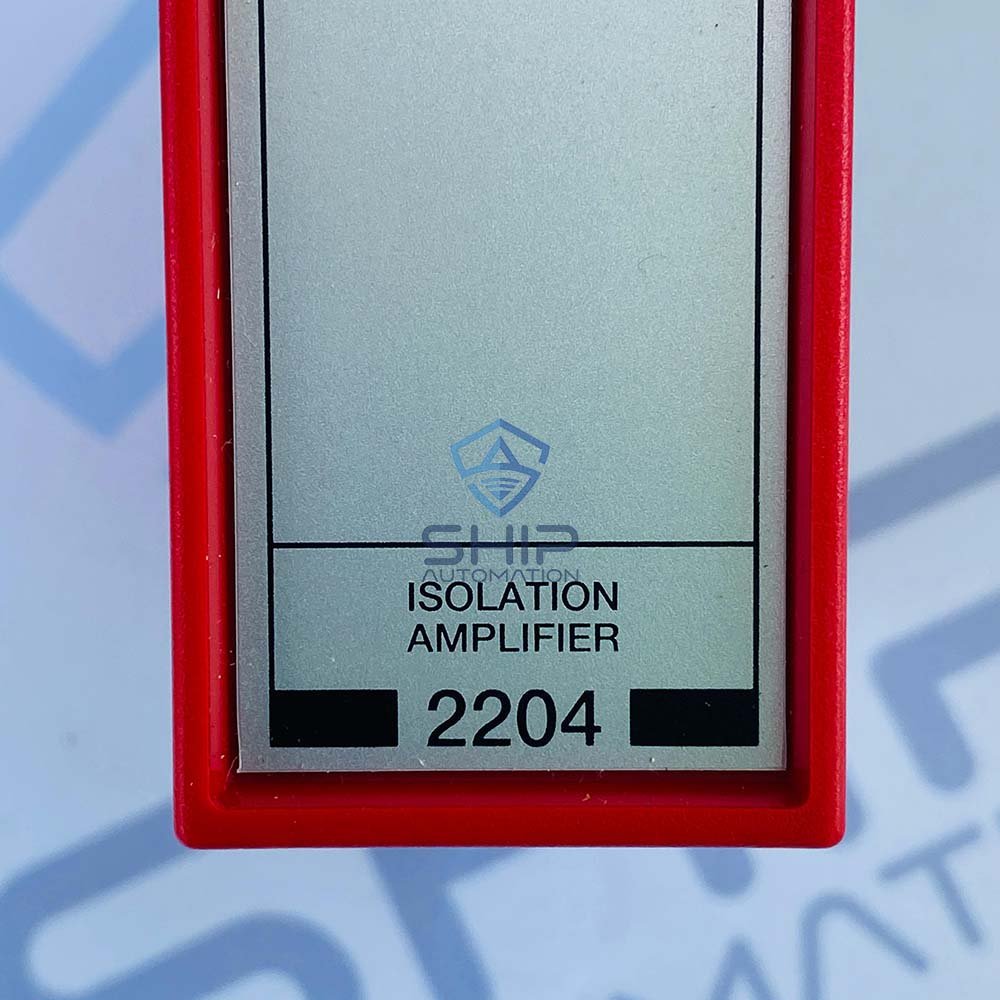 SHIP
AUTOMATION
ISOLATION
AMPLIFIER
2204